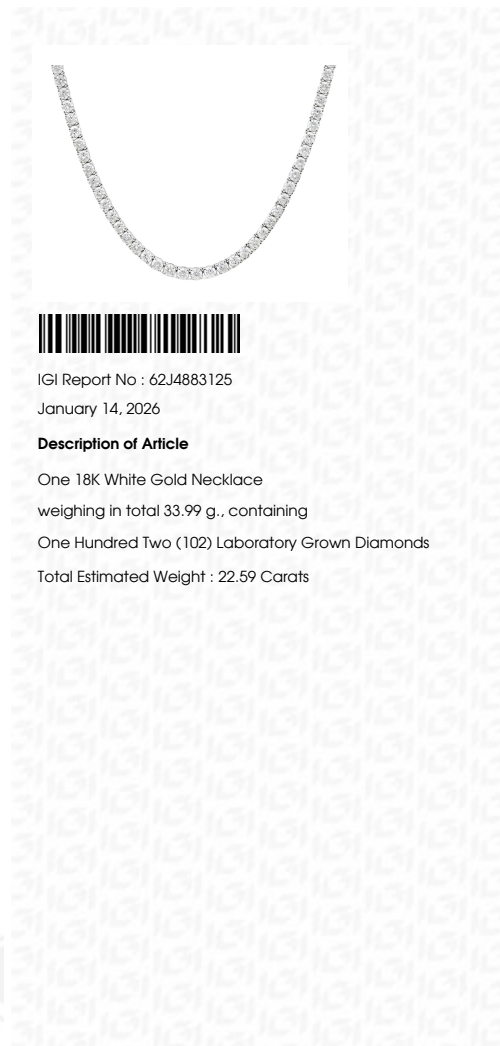 IGI Report No : 62J4883125
January 14, 2026
Description of Article
One 18K White Gold Necklace
weighing in total 33.99 g., containing
One Hundred Two (102) Laboratory Grown Diamonds
Total Estimated Weight : 22.59 Carats